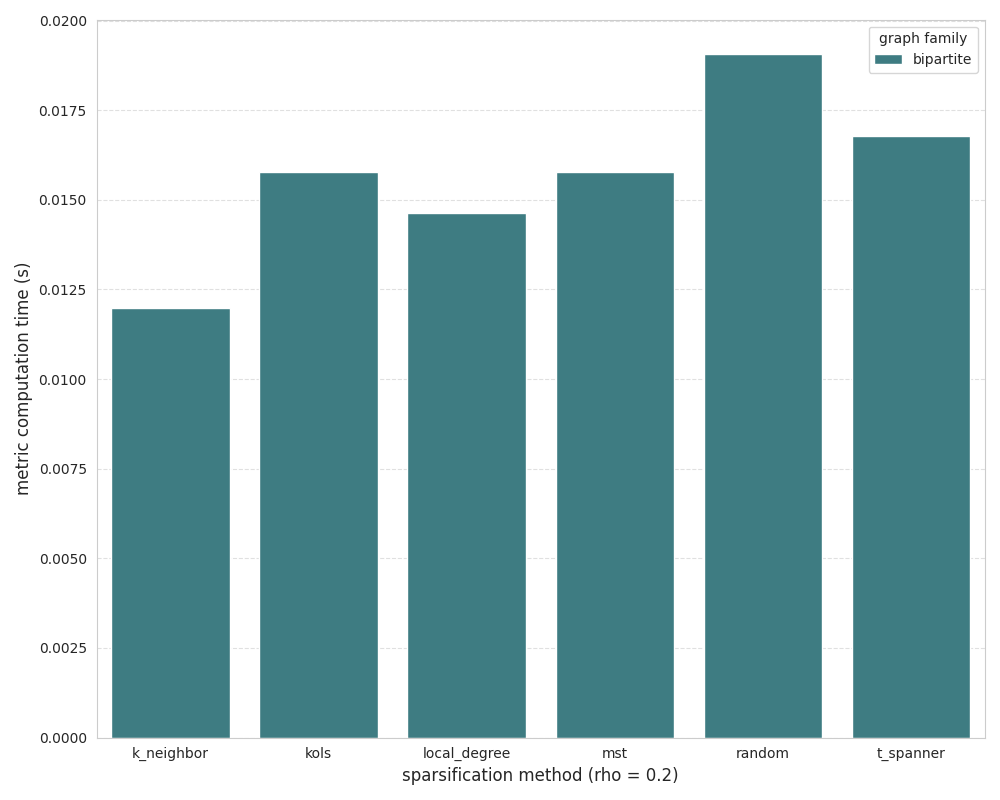 graph family
bipartite
metric computation time (s)
0.0200
0.0175
0.0150
0.0125
0.0100
0.0075
0.0050
0.0025
0.0000
k_neighbor kols local_degree mst random t_spanner
sparsification method (rho = 0.2)